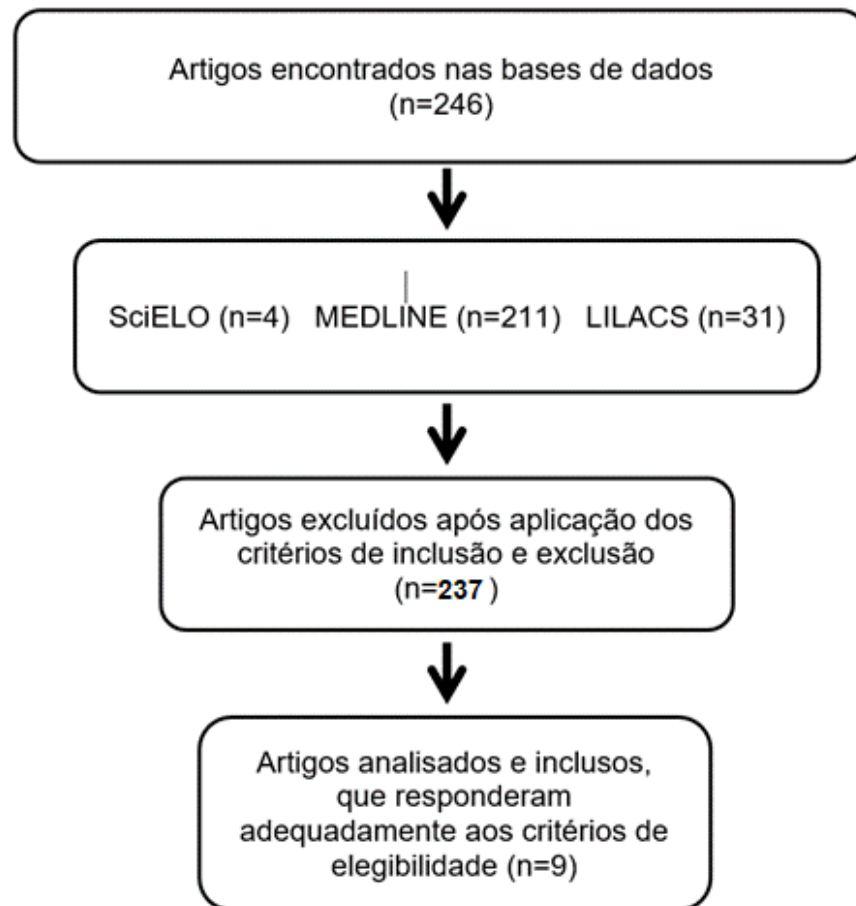 Artigos encontrados nas bases de dados
(n=246)
SciELO (n=4) MEDLINE (n=211) LILACS (n=31)
Artigos excluídos após aplicação dos
critérios de inclusão e exclusão
(n=237 )
Artigos analisados e inclusos,
que responderam
adequadamente aos critérios de
elegibilidade (n=9)